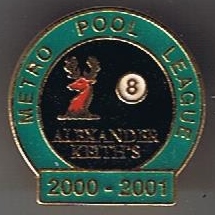 METRO POOL LEAGUE
8
ALEXANDER
KEITH'S
2000 - 2001